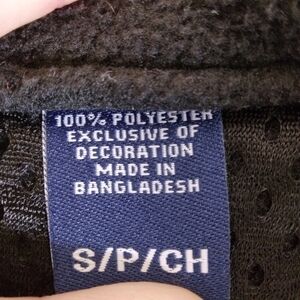 100% POLYESTER
EXCLUSIVE OF
DECORATION
MADE IN
BANGLADESH
S/P/CH